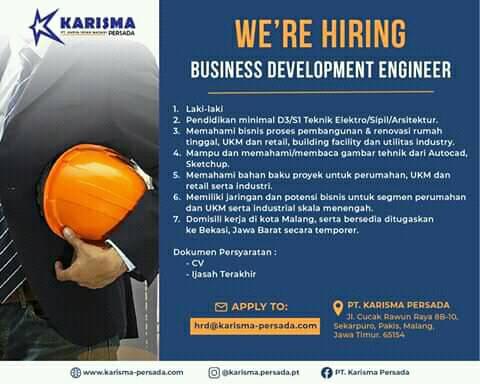 KARISMA
PT. KARYA INTAN MAKMUR PERSADA
WE'RE HIRING
BUSINESS DEVELOPMENT ENGINEER
1. Laki-laki
2. Pendidikan minimal D3/S1 Teknik Elektro/Sipil/Arsitektur.
3. Memahami bisnis proses pembangunan & renovasi rumah
tinggal, UKM dan retail, building facility dan utilitas industry.
4. Mampu dan memahami/membaca gambar tehnik dari Autocad,
Sketchup.
5. Memahami bahan baku proyek untuk perumahan, UKM dan
retail serta industri.
6. Memiliki jaringan dan potensi bisnis untuk segmen perumahan
dan UKM serta industrial skala menengah.
7. Domisili kerja di kota Malang, serta bersedia ditugaskan
ke Bekasi, Jawa Barat secara temporer.
Dokumen Persyaratan :
- CV
- Ijasah Terakhir
APPLY TO:
hrd@karisma-persada.com
PT. KARISMA PERSADA
Jl. Cucak Rawun Raya 8B-10,
Sekarpuro, Pakis, Malang,
Jawa Timur. 65154
www.karisma-persada.com
@karisma.persada.pt
PT. Karisma Persada